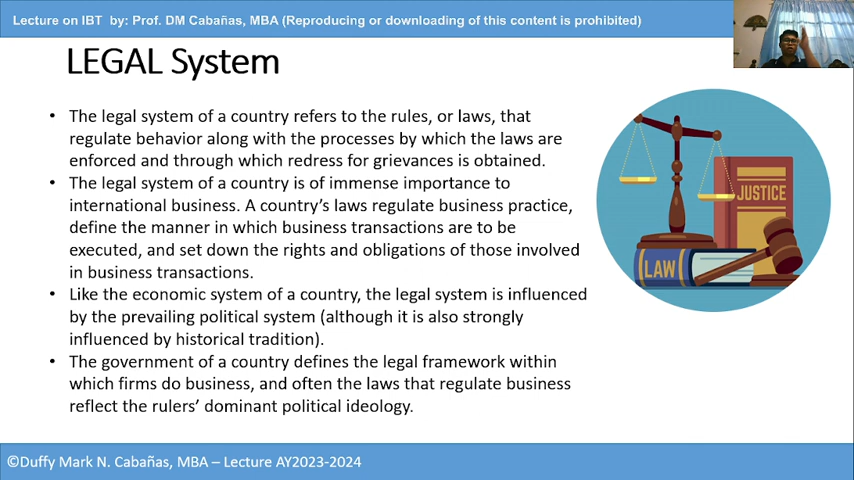 Lecture on IBT by: Prof. DM Cabañas, MBA (Reproducing or downloading of this content is prohibited)
LEGAL System
• The legal system of a country refers to the rules, or laws, that
regulate behavior along with the processes by which the laws are
enforced and through which redress for grievances is obtained.
• The legal system of a country is of immense importance to
international business. A country’s laws regulate business practice,
define the manner in which business transactions are to be
executed, and set down the rights and obligations of those involved
in business transactions.
• Like the economic system of a country, the legal system is influenced
by the prevailing political system (although it is also strongly
influenced by historical tradition).
• The government of a country defines the legal framework within
which firms do business, and often the laws that regulate business
reflect the rulers’ dominant political ideology.
JUSTICE
LAW
©Duffy Mark N. Cabañas, MBA – Lecture AY2023-2024